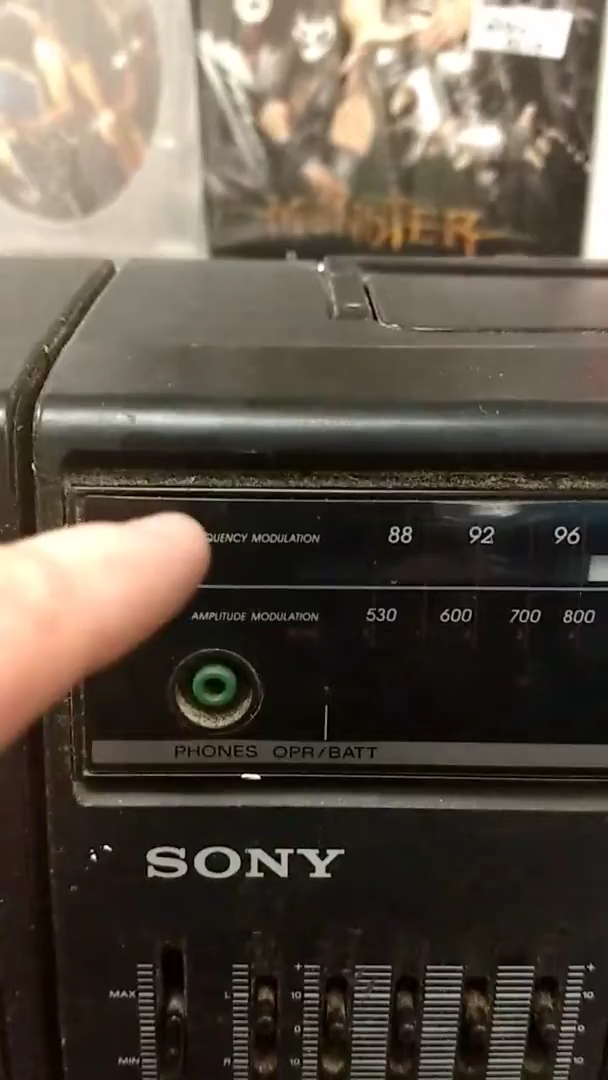 QUENCY MODULATION 88 92 96
AMPLITUDE MODULATION 530 600 700 800
PHONES OPR/BATT
SONY
+ +
MAX L 10 10
0 0
MIN R 10 10